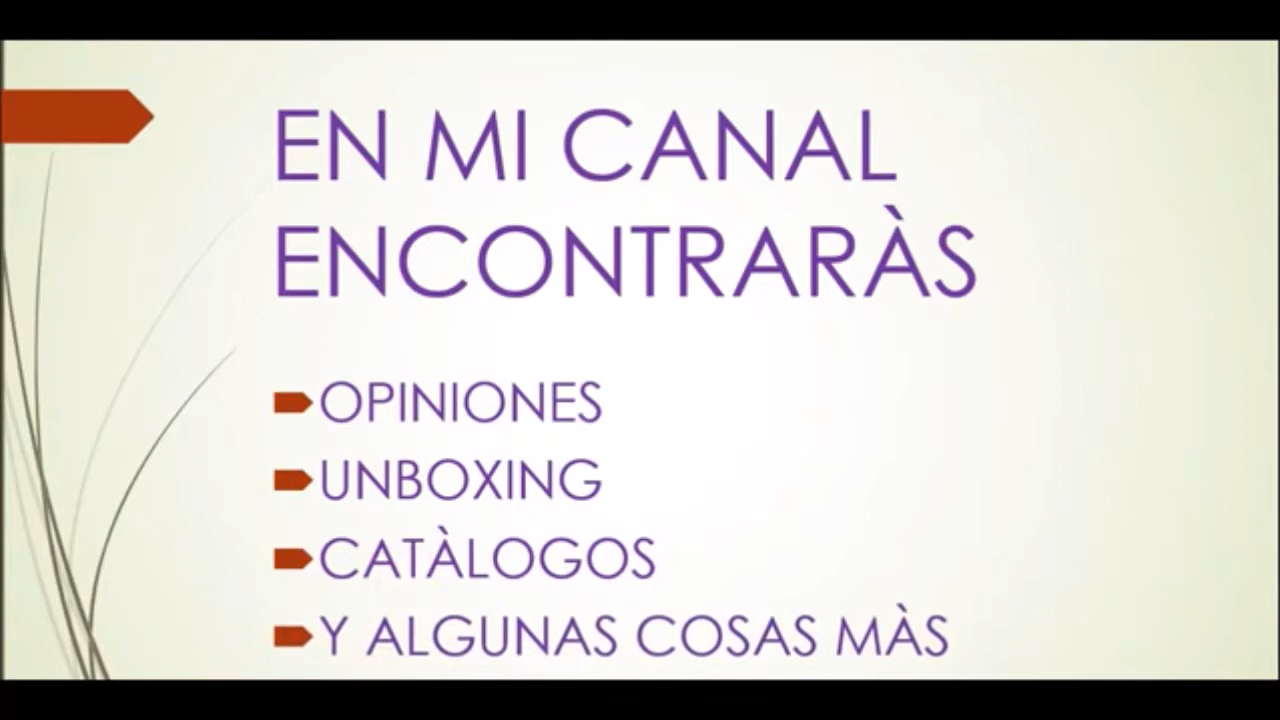 EN MI CANAL
ENCONTRARÀS
OPINIONES
UNBOXING
CATÀLOGOS
Y ALGUNAS COSAS MÀS